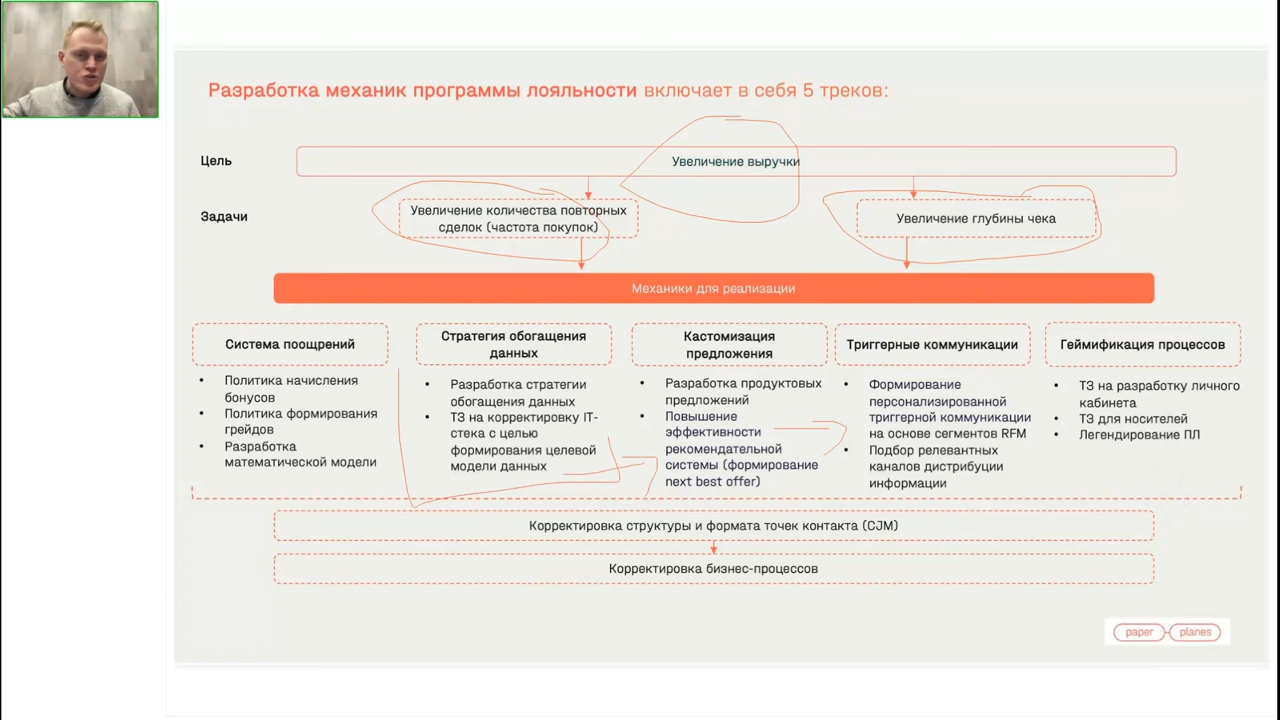 Разработка механик программы лояльности включает в себя 5 треков:
Цель
Увеличение выручки
Задачи
Увеличение количества повторных
сделок (частота покупок)
Увеличение глубины чека
Механики для реализации
Система поощрений
• Политика начисления
бонусов
• Политика формирования
грейдов
• Разработка
математической модели
Стратегия обогащения
данных
• Разработка стратегии
обогащения данных
• ТЗ на корректировку IT-
стека с целью
формирования целевой
модели данных
Кастомизация
предложения
• Разработка продуктовых
предложений
• Повышение
эффективности
рекомендательной
системы (формирование
next best offer)
Триггерные коммуникации
• Формирование
персонализированной
триггерной коммуникации
на основе сегментов RFM
• Подбор релевантных
каналов дистрибуции
информации
Геймификация процессов
• ТЗ на разработку личного
кабинета
• ТЗ для носителей
• Легендирование ПЛ
Корректировка структуры и формата точек контакта (CJM)
Корректировка бизнес-процессов
paper planes